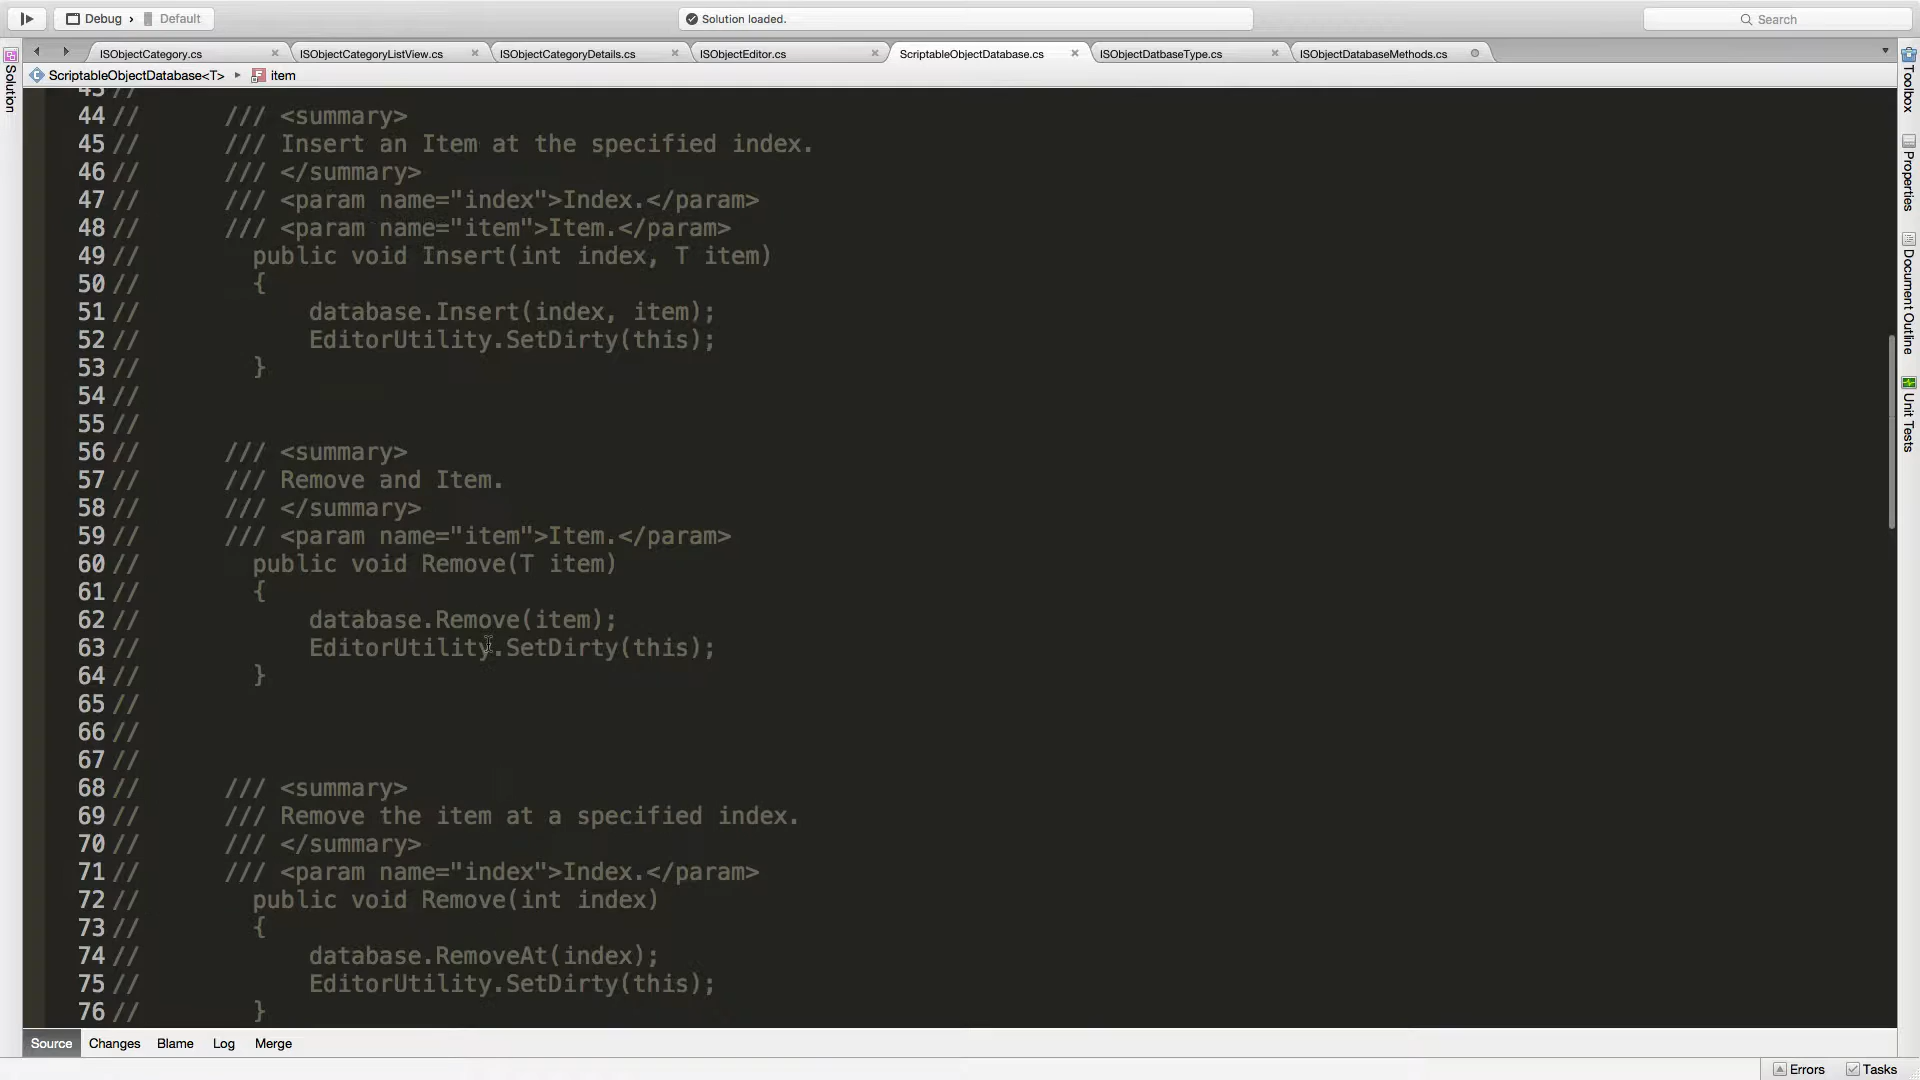 Debug › Default
Solution loaded.
Search
ISObjectCategory.cs
ISObjectCategoryListView.cs
ISObjectCategoryDetails.cs
ISObjectEditor.cs
ScriptableObjectDatabase.cs
ISObjectDatbaseType.cs
ISObjectDatabaseMethods.cs
ScriptableObjectDatabase<T> item
43//
44// /// <summary>
45// /// Insert an Item at the specified index.
46// /// </summary>
47// /// <param name="index">Index.</param>
48// /// <param name="item">Item.</param>
49// public void Insert(int index, T item)
50// {
51// database.Insert(index, item);
52// EditorUtility.SetDirty(this);
53// }
54//
55//
56// /// <summary>
57// /// Remove and Item.
58// /// </summary>
59// /// <param name="item">Item.</param>
60// public void Remove(T item)
61// {
62// database.Remove(item);
63// EditorUtility.SetDirty(this);
64// }
65//
66//
67//
68// /// <summary>
69// /// Remove the item at a specified index.
70// /// </summary>
71// /// <param name="index">Index.</param>
72// public void Remove(int index)
73// {
74// database.RemoveAt(index);
75// EditorUtility.SetDirty(this);
76// }
Source Changes Blame Log Merge
Errors Tasks
Solution
Toolbox
Properties
Document Outline
Unit Tests